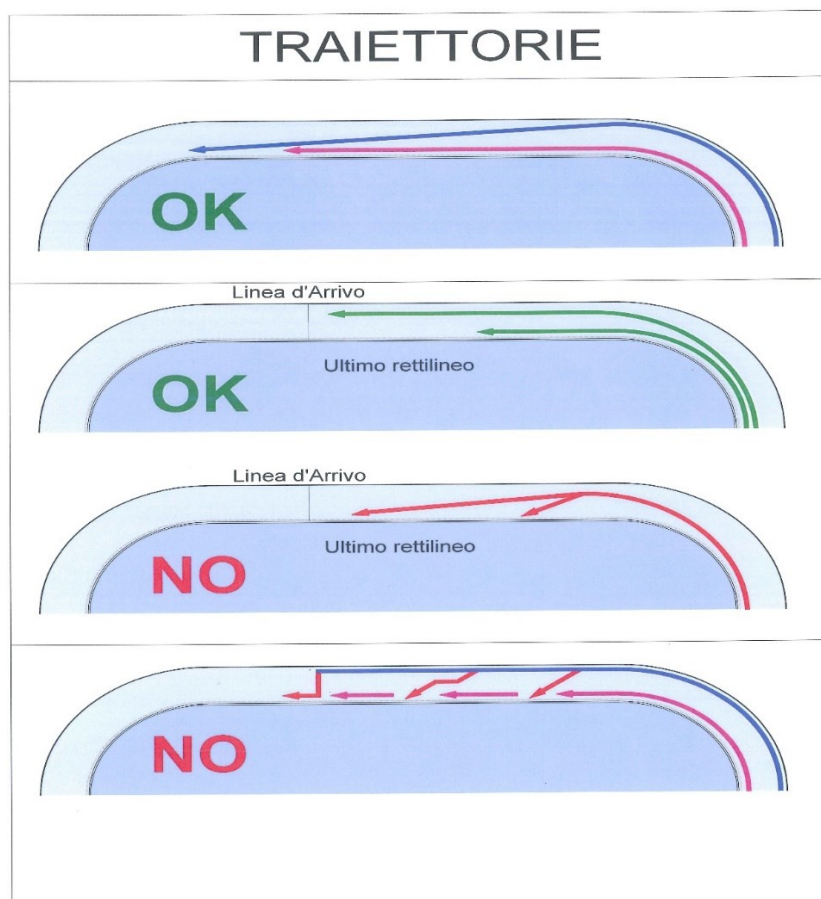 TRAIETTORIE
OK
Linea d'Arrivo
Ultimo rettilineo
OK
Linea d'Arrivo
Ultimo rettilineo
NO
NO